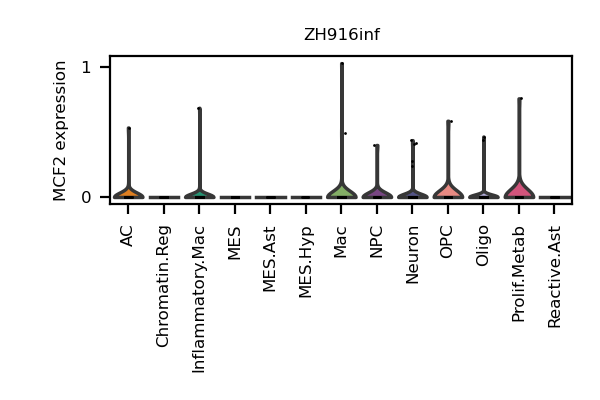 ZH916inf
MCF2 expression
1
0
AC
Chromatin.Reg
Inflammatory.Mac
MES
MES.Ast
MES.Hyp
Mac
NPC
Neuron
OPC
Oligo
Prolif.Metab
Reactive.Ast